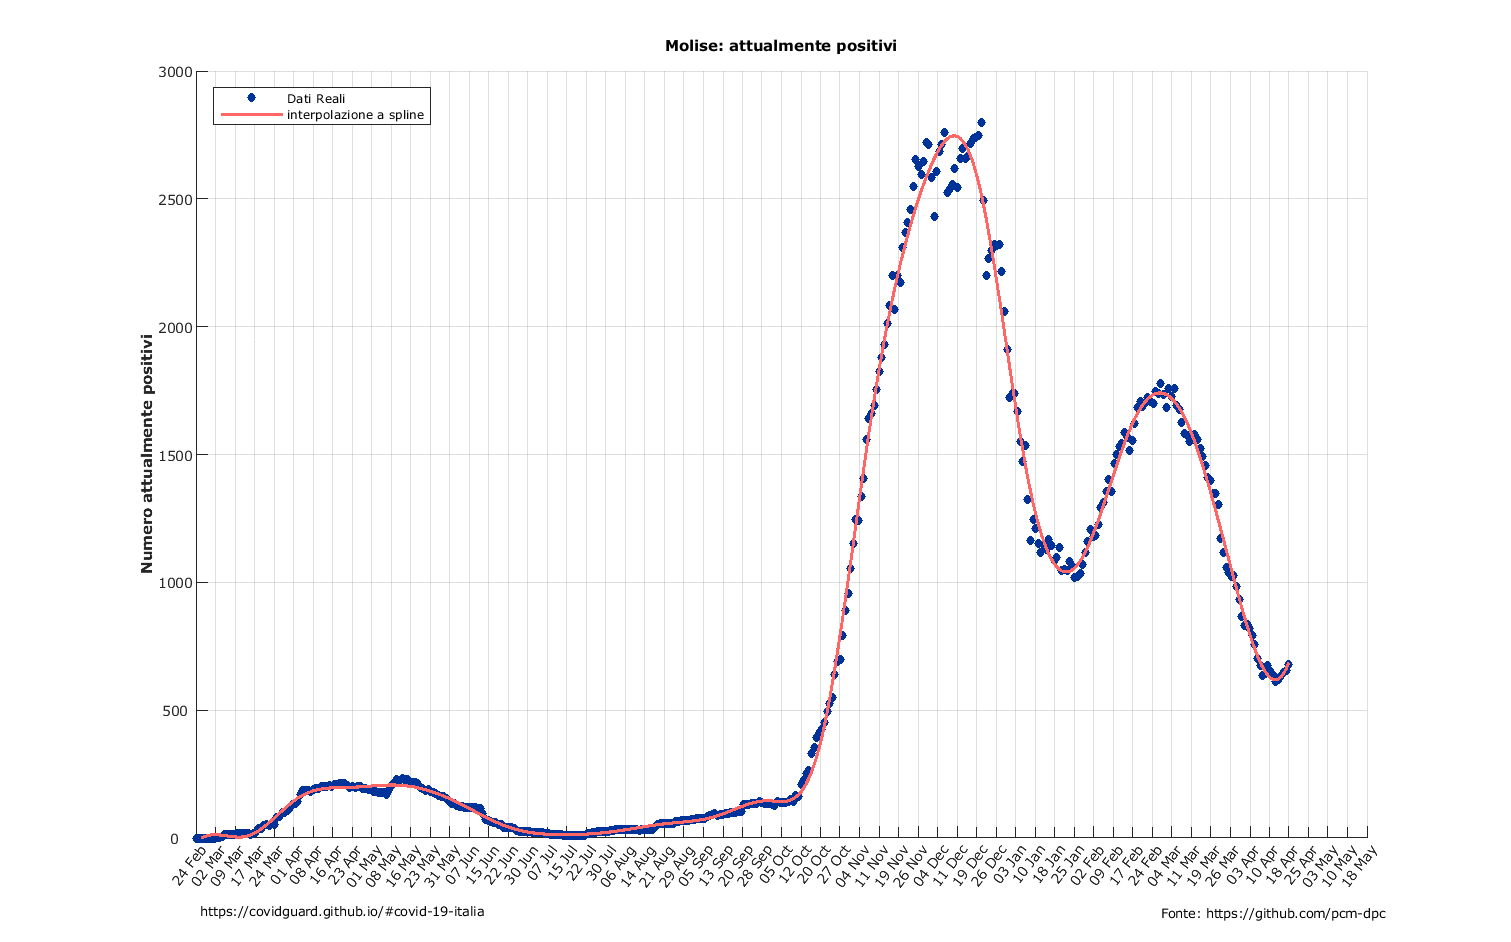 Molise: attualmente positivi
3000
Dati Reali
interpolazione a spline
2500
2000
Numero attualmente positivi
1500
1000
500
0
24 Feb
02 Mar
09 Mar
17 Mar
24 Mar
01 Apr
08 Apr
16 Apr
23 Apr
01 May
08 May
16 May
23 May
31 May
07 Jun
15 Jun
22 Jun
30 Jun
07 Jul
15 Jul
22 Jul
30 Jul
06 Aug
14 Aug
21 Aug
29 Aug
05 Sep
13 Sep
20 Sep
28 Sep
05 Oct
12 Oct
20 Oct
27 Oct
04 Nov
11 Nov
19 Nov
26 Nov
04 Dec
11 Dec
19 Dec
26 Dec
03 Jan
10 Jan
18 Jan
25 Jan
02 Feb
09 Feb
17 Feb
24 Feb
04 Mar
11 Mar
19 Mar
26 Mar
03 Apr
10 Apr
18 Apr
25 Apr
03 May
10 May
18 May
https://covidguard.github.io/#covid-19-italia
Fonte: https://github.com/pcm-dpc